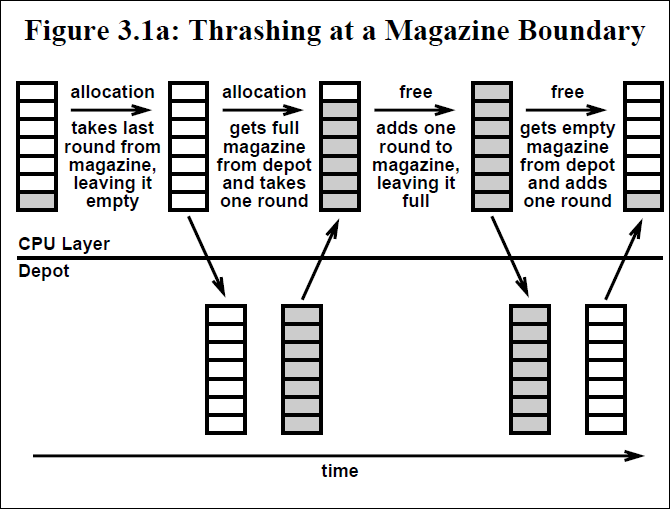 Figure 3.1a: Thrashing at a Magazine Boundary
allocation
takes last
round from
magazine,
leaving it
empty
allocation
gets full
magazine
from depot
and takes
one round
free
adds one
round to
magazine,
leaving it
full
free
gets empty
magazine
from depot
and adds
one round
CPU Layer
Depot
time